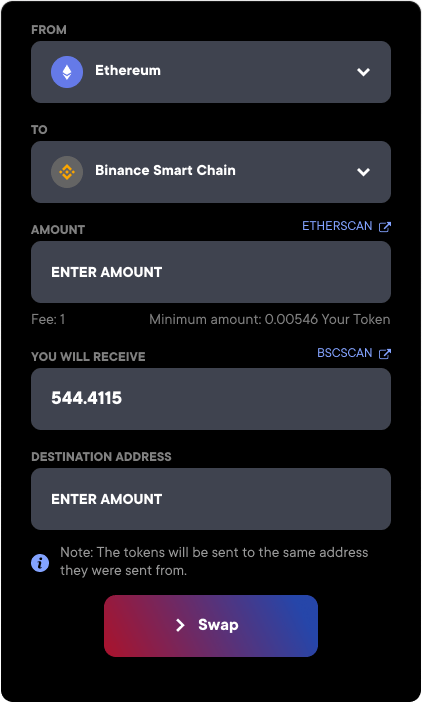 FROM
Ethereum
TO
Binance Smart Chain
AMOUNT ETHERSCAN
ENTER AMOUNT
Fee: 1 Minimum amount: 0.00546 Your Token
YOU WILL RECEIVE BSCSCAN
544.4115
DESTINATION ADDRESS
ENTER AMOUNT
Note: The tokens will be sent to the same address
they were sent from.
Swap